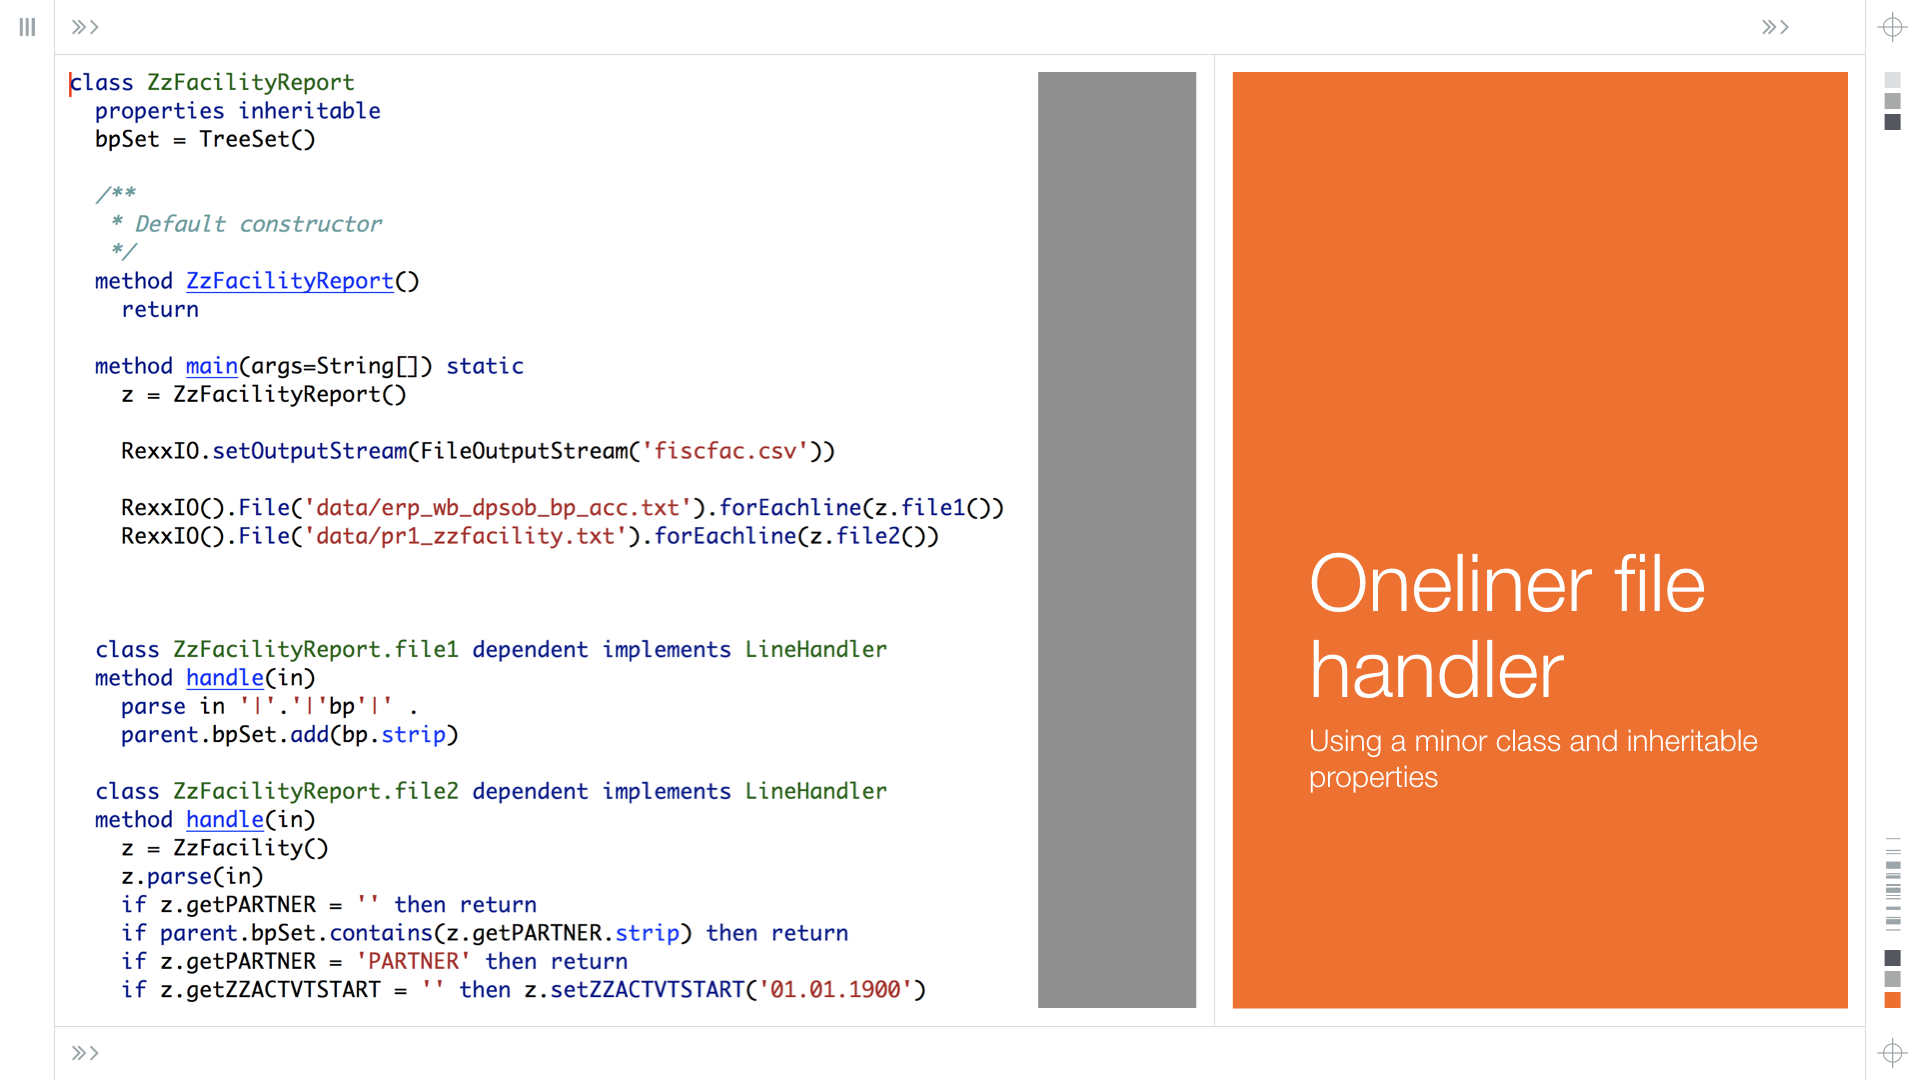 class ZzFacilityReport
properties inheritable
bpSet = TreeSet()
/**
* Default constructor
*/
method ZzFacilityReport()
return
method main(args=String[]) static
z = ZzFacilityReport()
RexxIO.setOutputStream(FileOutputStream('fiscfac.csv'))
RexxIO().File('data/erp_wb_dpsob_bp_acc.txt').forEachline(z.file1())
RexxIO().File('data/pr1_zzfacility.txt').forEachline(z.file2())
class ZzFacilityReport.file1 dependent implements LineHandler
method handle(in)
parse in '|'.'|'bp'|' .
parent.bpSet.add(bp.strip)
class ZzFacilityReport.file2 dependent implements LineHandler
method handle(in)
z = ZzFacility()
z.parse(in)
if z.getPARTNER = '' then return
if parent.bpSet.contains(z.getPARTNER.strip) then return
if z.getPARTNER = 'PARTNER' then return
if z.getZZACTVTSTART = '' then z.setZZACTVTSTART('01.01.1900')
Oneliner file
handler
Using a minor class and inheritable
properties